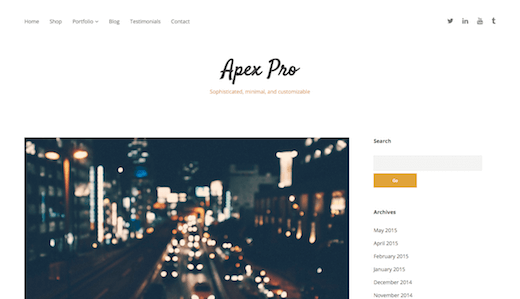 Home Shop Portfolio Blog Testimonials Contact
Apex Pro
Sophisticated, minimal, and customizable
Search
Go
Archives
May 2015
April 2015
February 2015
January 2015
December 2014
November 2014